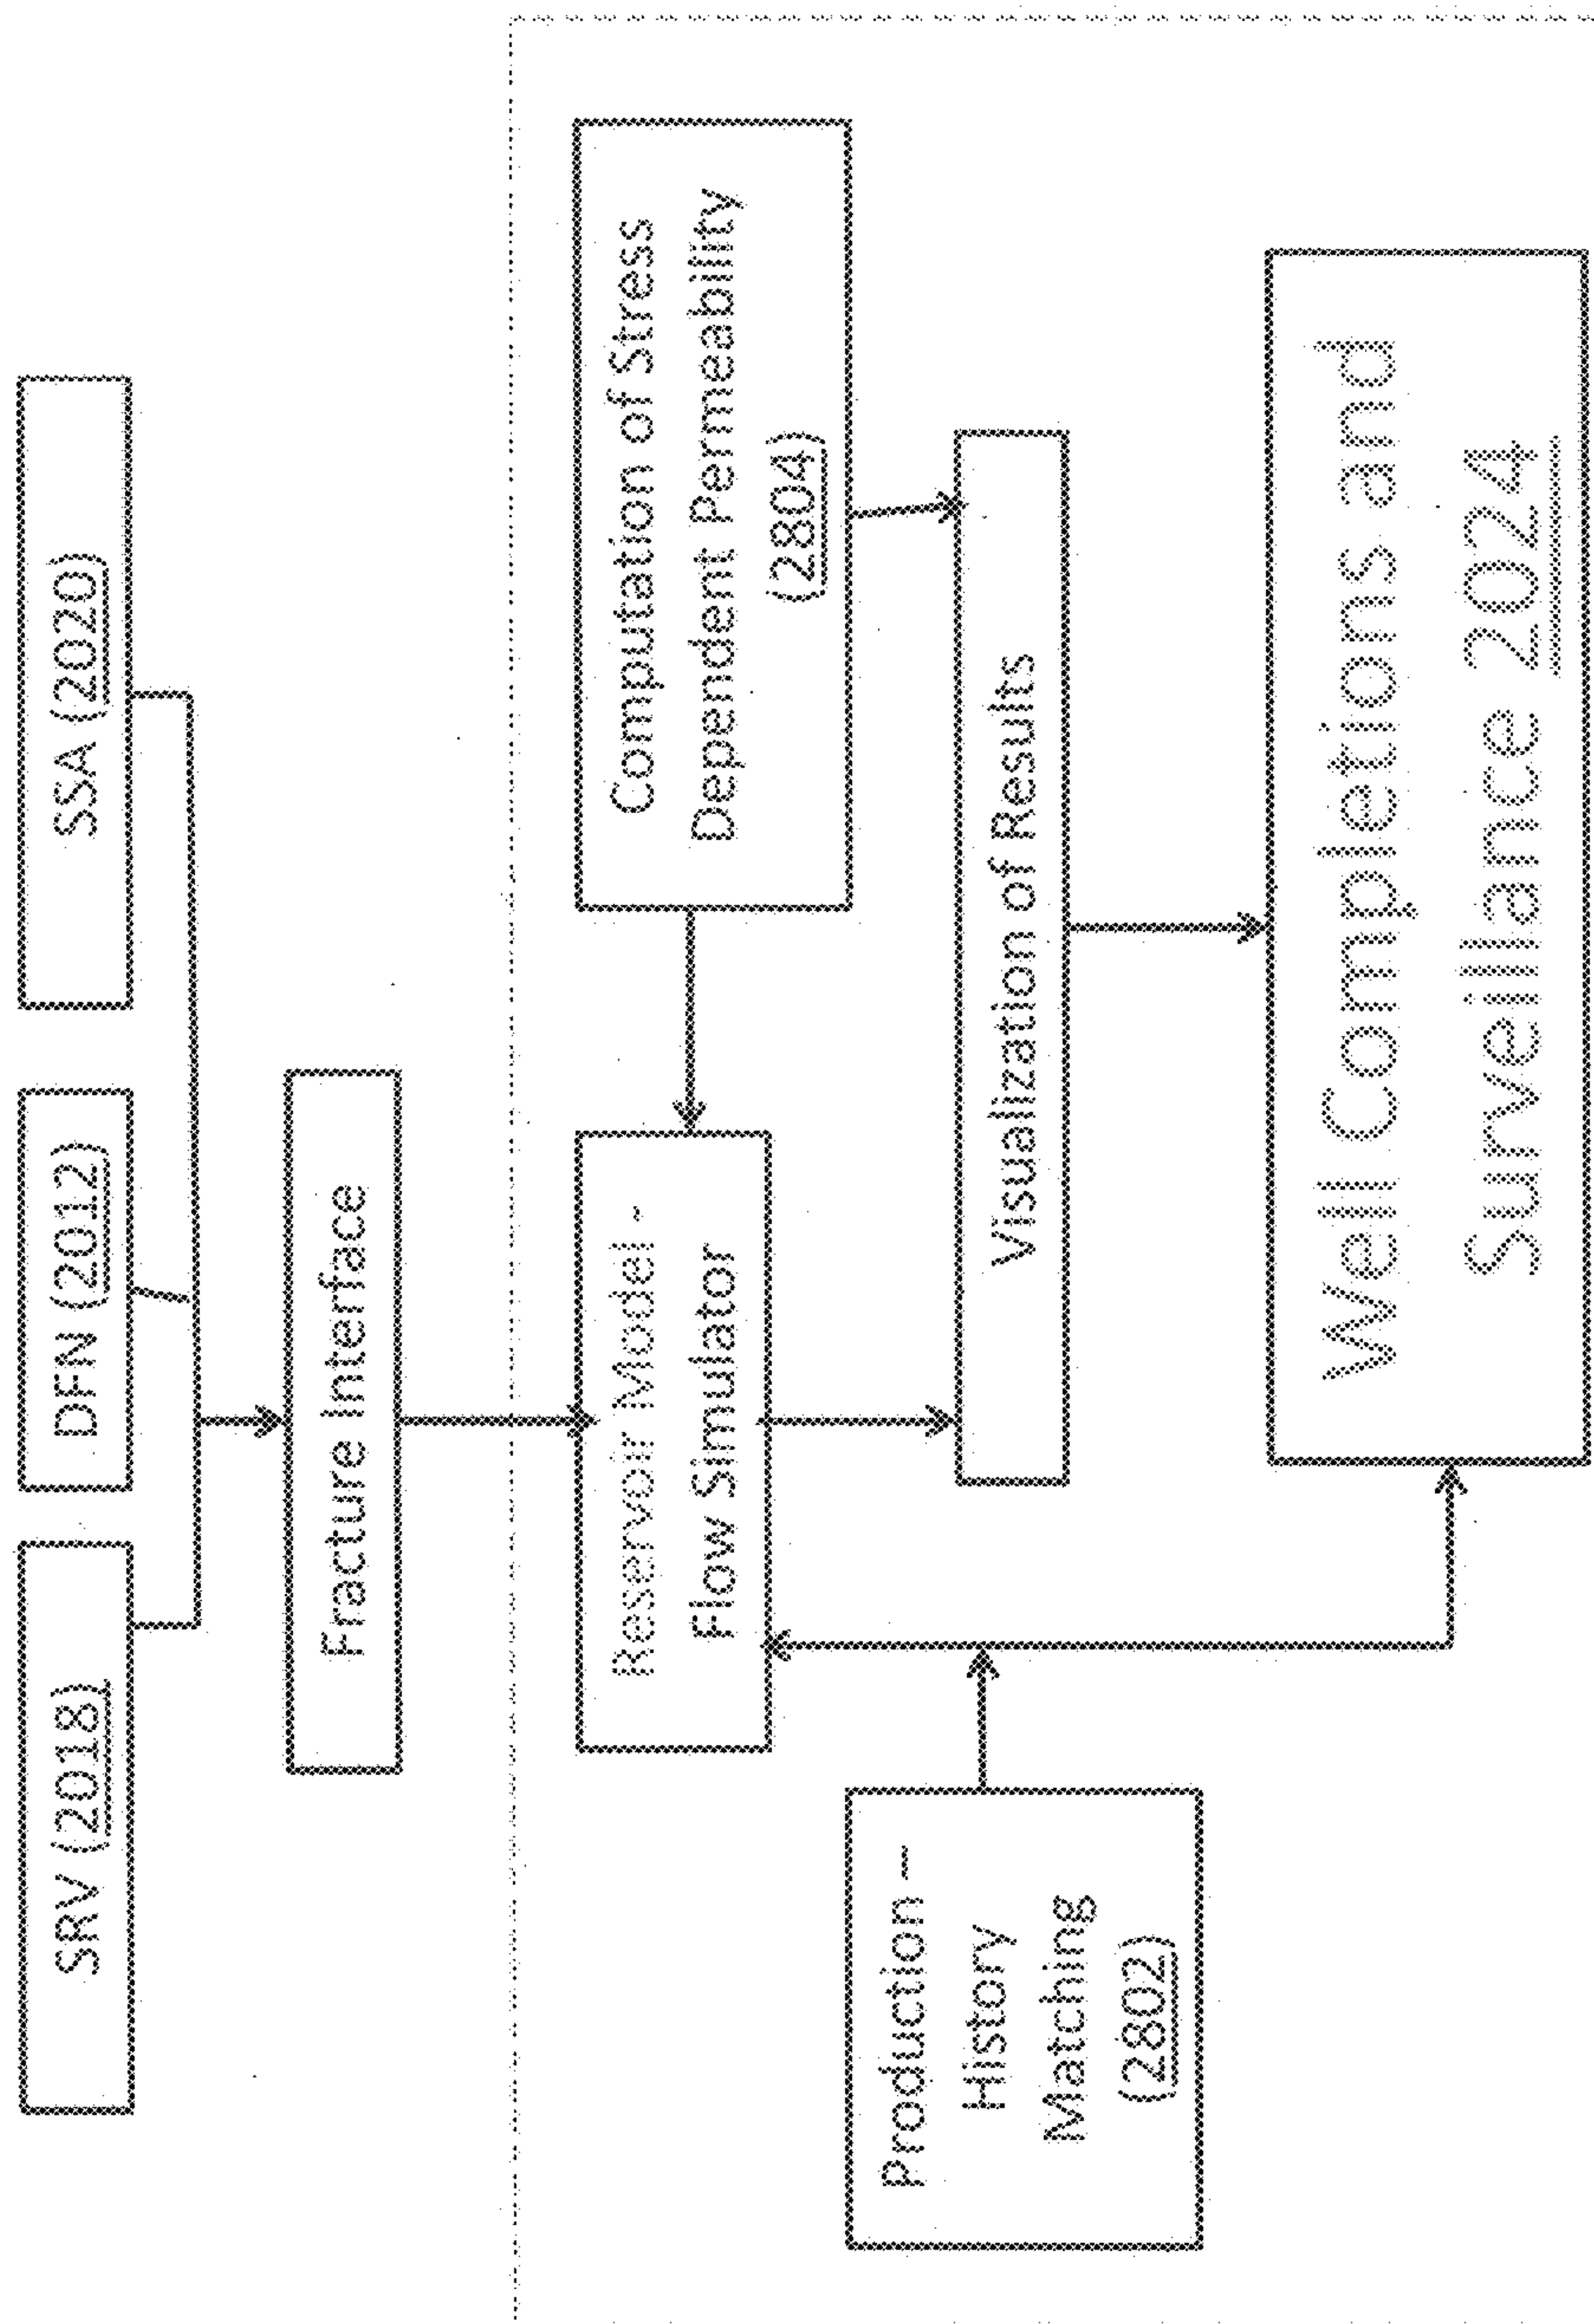 SRV (2018)
DFN (2012)
SSA (2020)
Fracture Interface
Reservoir Model -
Flow Simulator
Computation of Stress
Dependent Permeability
(2804)
Production –
History
Matching
(2802)
Visualization of Results
Well Completions and
Surveillance 2024